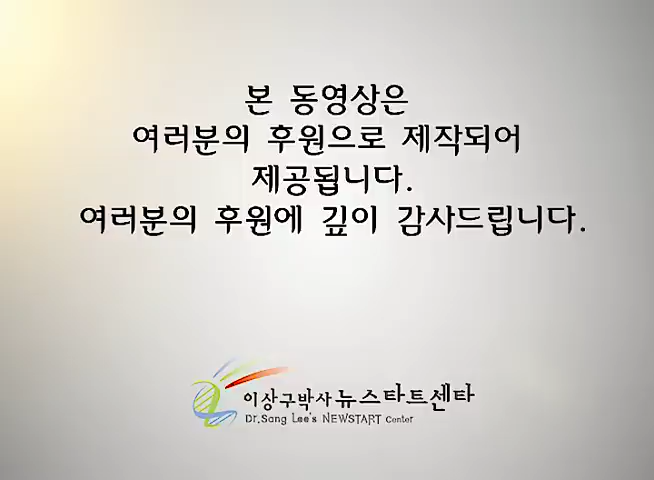 본 동영상은
여러분의 후원으로 제작되어
제공됩니다.
여러분의 후원에 깊이 감사드립니다.
이상구박사 뉴스타트센타
Dr.Sang Lee's NEWSTART Center